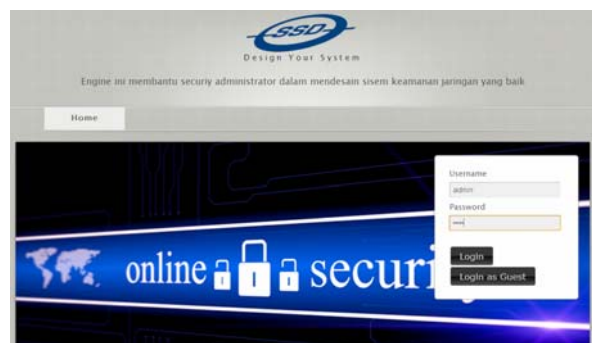 SSD
Design Your System
Engine ini membantu securiy administrator dalam mendesain sisem keamanan jaringan yang baik
Home
Username
admin
Password
online securi
Login
Login as Guest